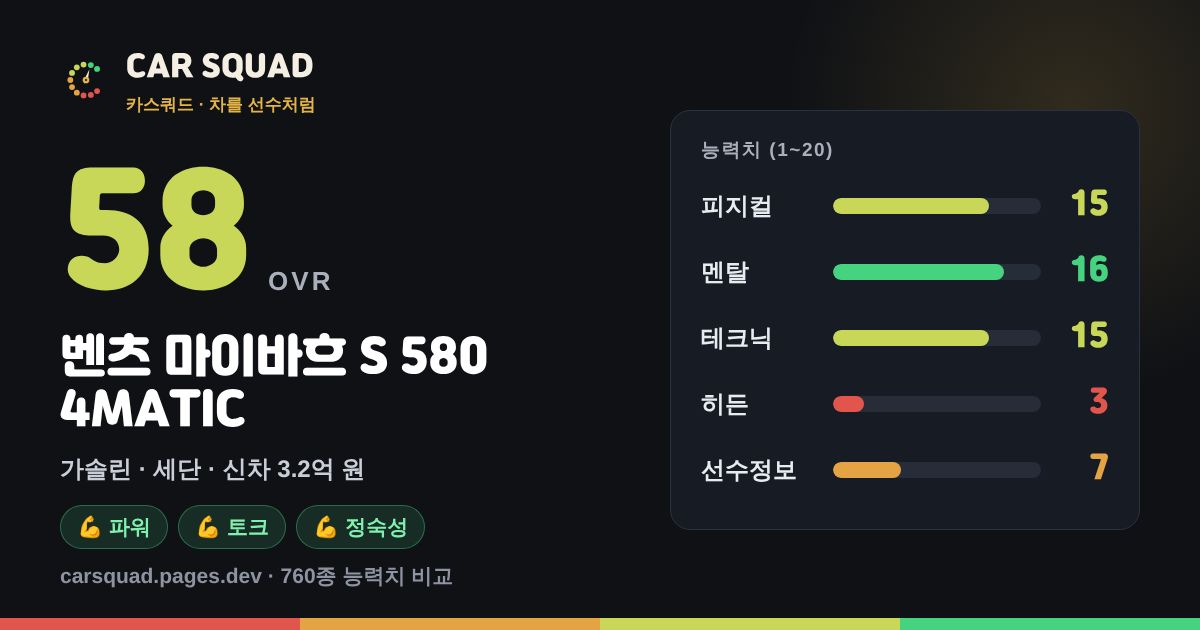 CAR SQUAD
카스쿼드 · 차를 선수처럼
58 OVR
벤츠 마이바흐 S 580
4MATIC
가솔린 · 세단 · 신차 3.2억 원
💪 파워 💪 토크 💪 정숙성
carsquad.pages.dev · 760종 능력치 비교
능력치 (1~20)
피지컬 15
멘탈 16
테크닉 15
히든 3
선수정보 7